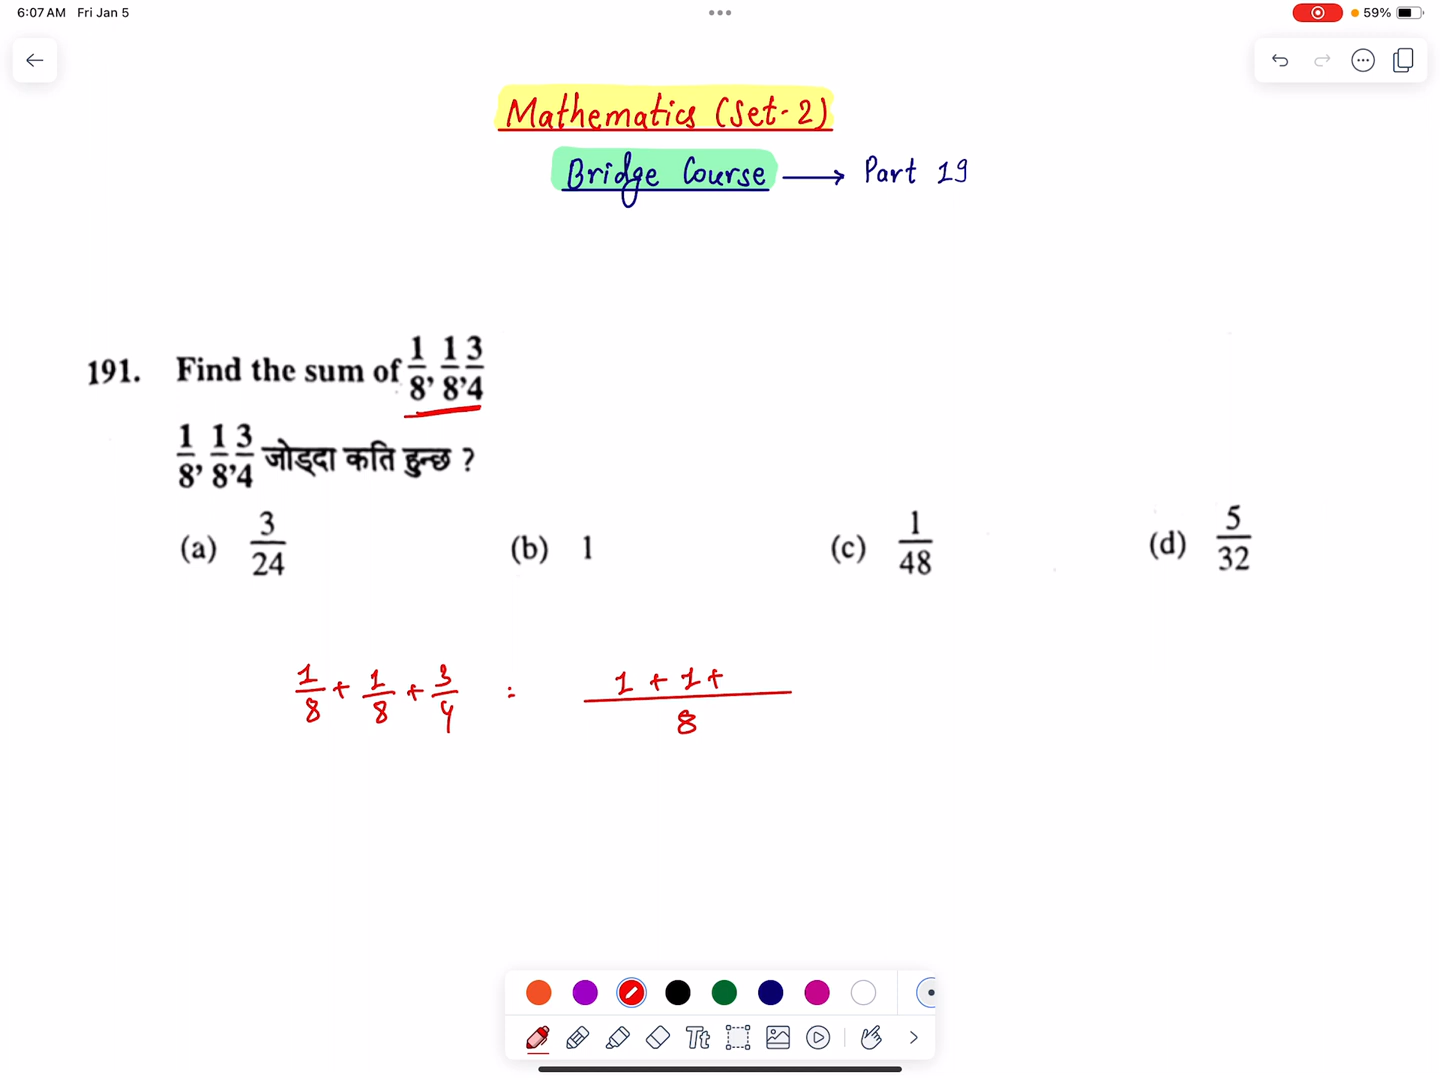 6:07 AM Fri Jan 5
59%
Mathematics (Set-2)
Bridge Course → Part 19
191. Find the sum of 1/8, 1/8, 3/4
1/8, 1/8, 3/4 जोड्दा कति हुन्छ ?
(a) 3/24 (b) 1 (c) 1/48 (d) 5/32
1/8 + 1/8 + 3/4 = 1 + 1 + / 8
Tt